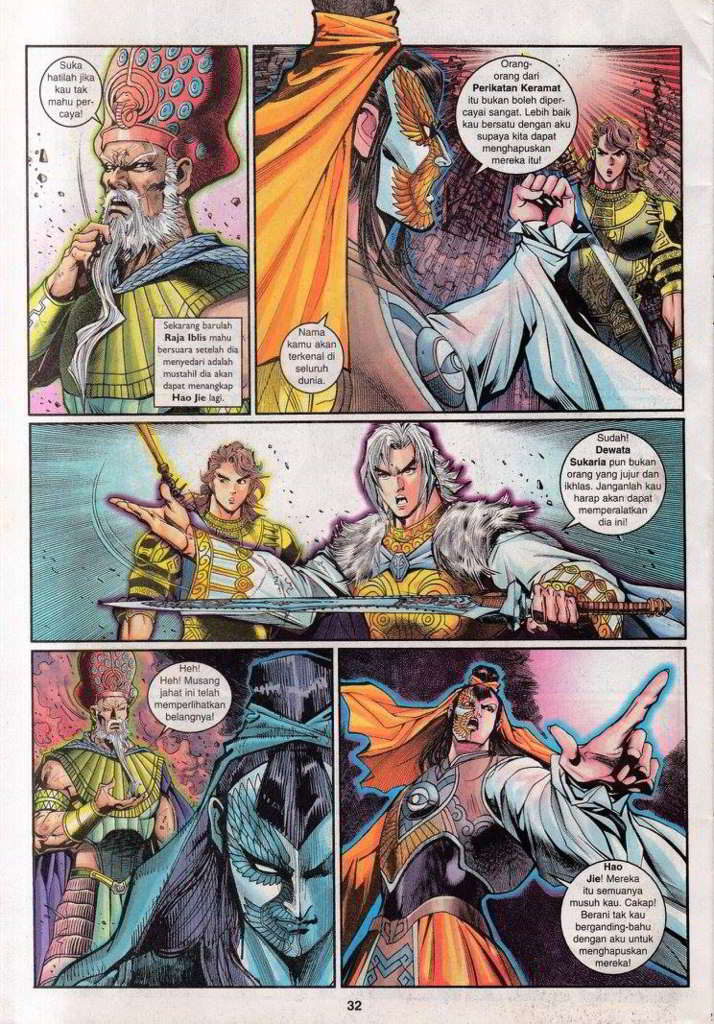 Suka
hatilah jika
kau tak
mahu per-
caya!
Sekarang barulah
Raja Iblis mahu
bersuara setelah dia
menyedari adalah
mustahil dia akan
dapat menangkap
Hao Jie lagi.
Orang-
orang dari
Perikatan Keramat
itu bukan boleh diper-
cayai sangat. Lebih baik
kau bersatu dengan aku
supaya kita dapat
menghapuskan
mereka itu!
Nama
kamu akan
terkenal di
seluruh
dunia.
Sudah!
Dewata
Sukaria pun bukan
orang yang jujur dan
ikhlas. Janganlah kau
harap akan dapat
memperalatkan
dia ini!
Heh!
Heh! Musang
jahat ini telah
memperlihatkan
belangnya!
Hao
Jie! Mereka
itu semuanya
musuh kau. Cakap!
Berani tak kau
berganding-bahu
dengan aku untuk
menghapuskan
mereka!
32